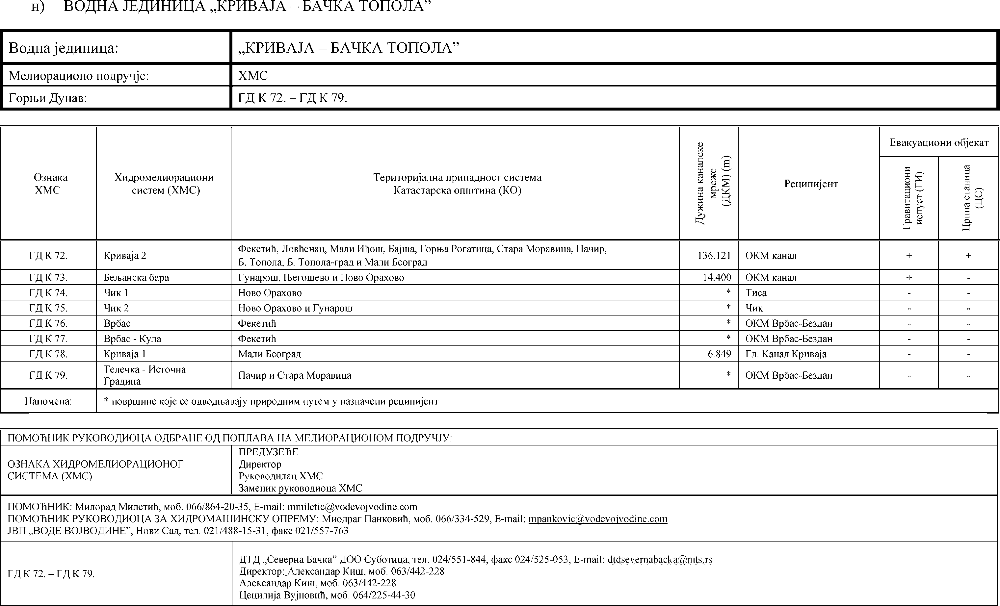 н) ВОДНА ЈЕДИНИЦА „КРИВАЈА – БАЧКА ТОПОЛА”
Водна јединица: „КРИВАЈА – БАЧКА ТОПОЛА”
Мелиорационо подручје: ХМС
Горњи Дунав: ГД К 72. – ГД К 79.
Ознака
ХМС
Хидромелиорациони
систем (ХМС)
Територијална припадност система
Катастарска општина (КО)
Дужина каналске
мреже
(ДКМ) (m)
Реципијент
Евакуациони објекат
Гравитациони
испуст (ГИ)
Црпна станица
(ЦС)
ГД К 72. Криваја 2 Фекетић, Ловћенац, Мали Иђош, Бајша, Горња Рогатица, Стара Моравица, Пачир,
Б. Топола, Б. Топола-град и Мали Београд 136.121 ОКМ канал + +
ГД К 73. Бељанска бара Гунарош, Његошево и Ново Орахово 14.400 ОКМ канал + -
ГД К 74. Чик 1 Ново Орахово * Тиса - -
ГД К 75. Чик 2 Ново Орахово и Гунарош * Чик - -
ГД К 76. Врбас Фекетић * ОКМ Врбас-Бездан - -
ГД К 77. Врбас - Кула Фекетић * ОКМ Врбас-Бездан - -
ГД К 78. Криваја 1 Мали Београд 6.849 Гл. Канал Криваја - -
ГД К 79. Телечка - Источна
Градина Пачир и Стара Моравица * ОКМ Врбас-Бездан - -
Напомена: * површине које се одводњавају природним путем у назначени реципијент
ПОМОЋНИК РУКОВОДИОЦА ОДБРАНЕ ОД ПОПЛАВА НА МЕЛИОРАЦИОНОМ ПОДРУЧЈУ:
ОЗНАКА ХИДРОМЕЛИОРАЦИОНОГ
СИСТЕМА (ХМС)
ПРЕДУЗЕЋЕ
Директор
Руководилац ХМС
Заменик руководиоца ХМС
ПОМОЋНИК: Милорад Милетић, моб. 066/864-20-35, E-mail: mmiletic@vodevojvodine.com
ПОМОЋНИК РУКОВОДИОЦА ЗА ХИДРОМАШИНСКУ ОПРЕМУ: Миодраг Панковић, моб. 066/334-529, E-mail: mpankovic@vodevojvodine.com
ЈВП „ВОДЕ ВОЈВОДИНЕ”, Нови Сад, тел. 021/488-15-31, факс 021/557-763
ГД К 72. – ГД К 79.
ДТД „Северна Бачка” ДОО Суботица, тел. 024/551-844, факс 024/525-053, E-mail: dtdsevernabacka@mts.rs
Директор: Александар Киш, моб. 063/442-228
Александар Киш, моб. 063/442-228
Цецилија Вујновић, моб. 064/225-44-30